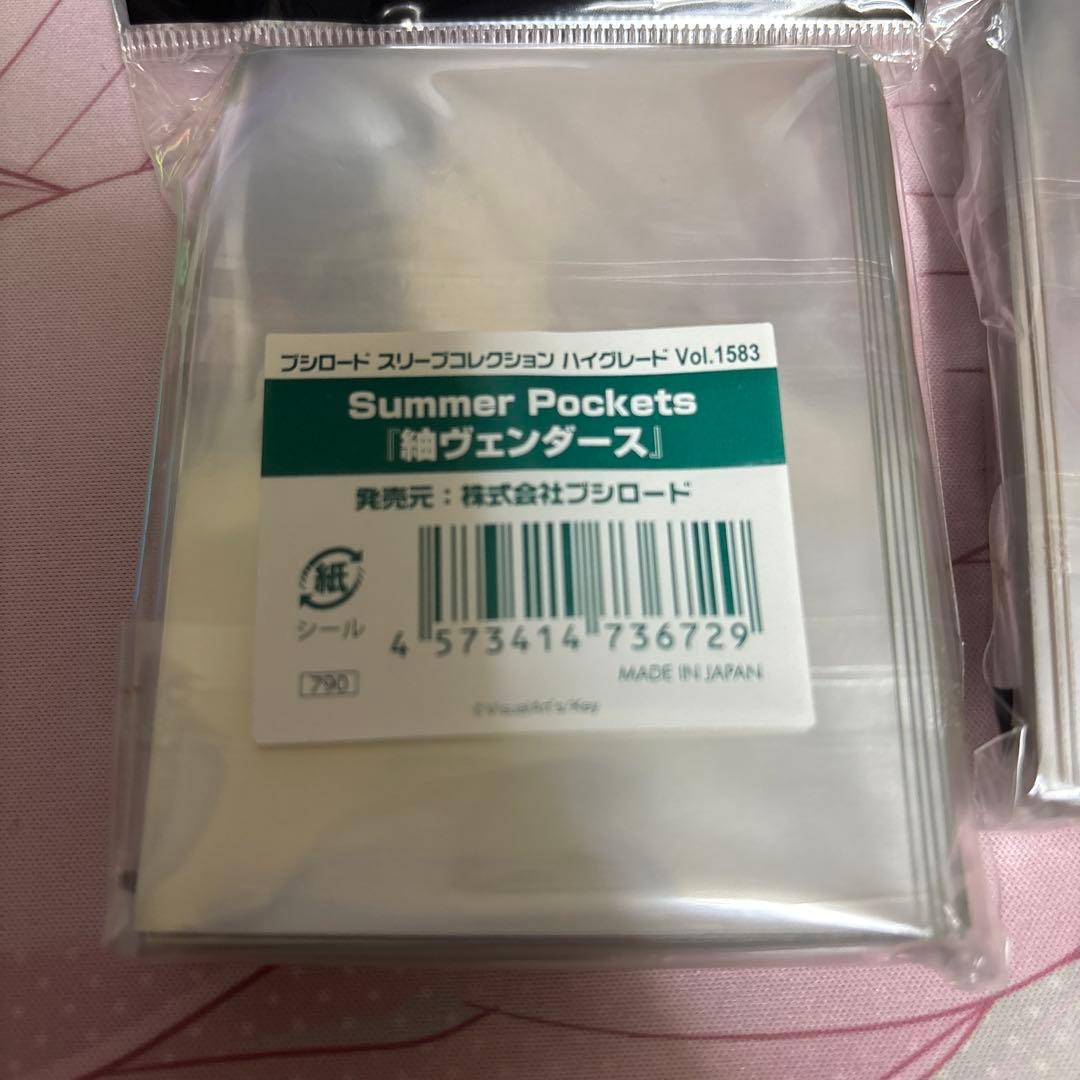 ブシロード スリーブコレクション ハイグレード Vol.1583
Summer Pockets
『紬ヴェンダース』
発売元：株式会社ブシロード
紙
シール
4 573414 736729
790
MADE IN JAPAN
©VisualArt's/Key